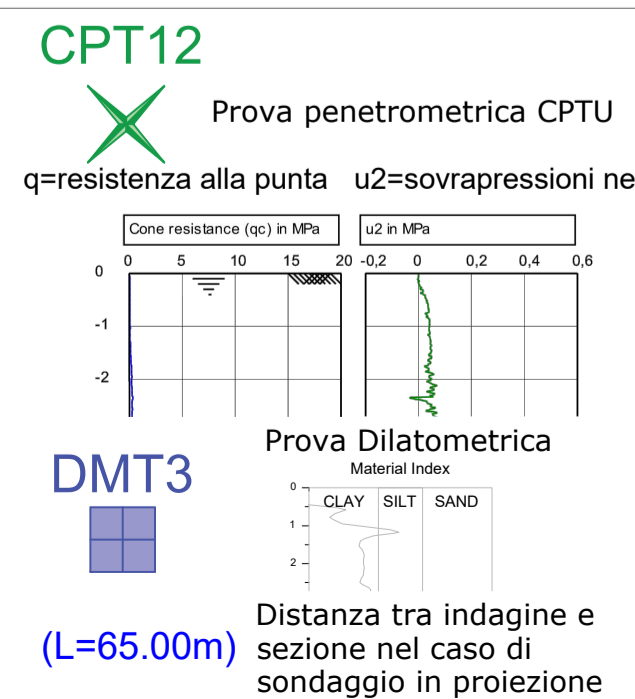 CPT12
Prova penetrometrica CPTU
q=resistenza alla punta u2=sovrapressioni ne
Cone resistance (qc) in MPa
u2 in MPa
0 5 10 15 20 -0,2 0 0,2 0,4 0,6
0
-1
-2
Prova Dilatometrica
DMT3
Material Index
0
CLAY SILT SAND
1
2
(L=65.00m)
Distanza tra indagine e
sezione nel caso di
sondaggio in proiezione